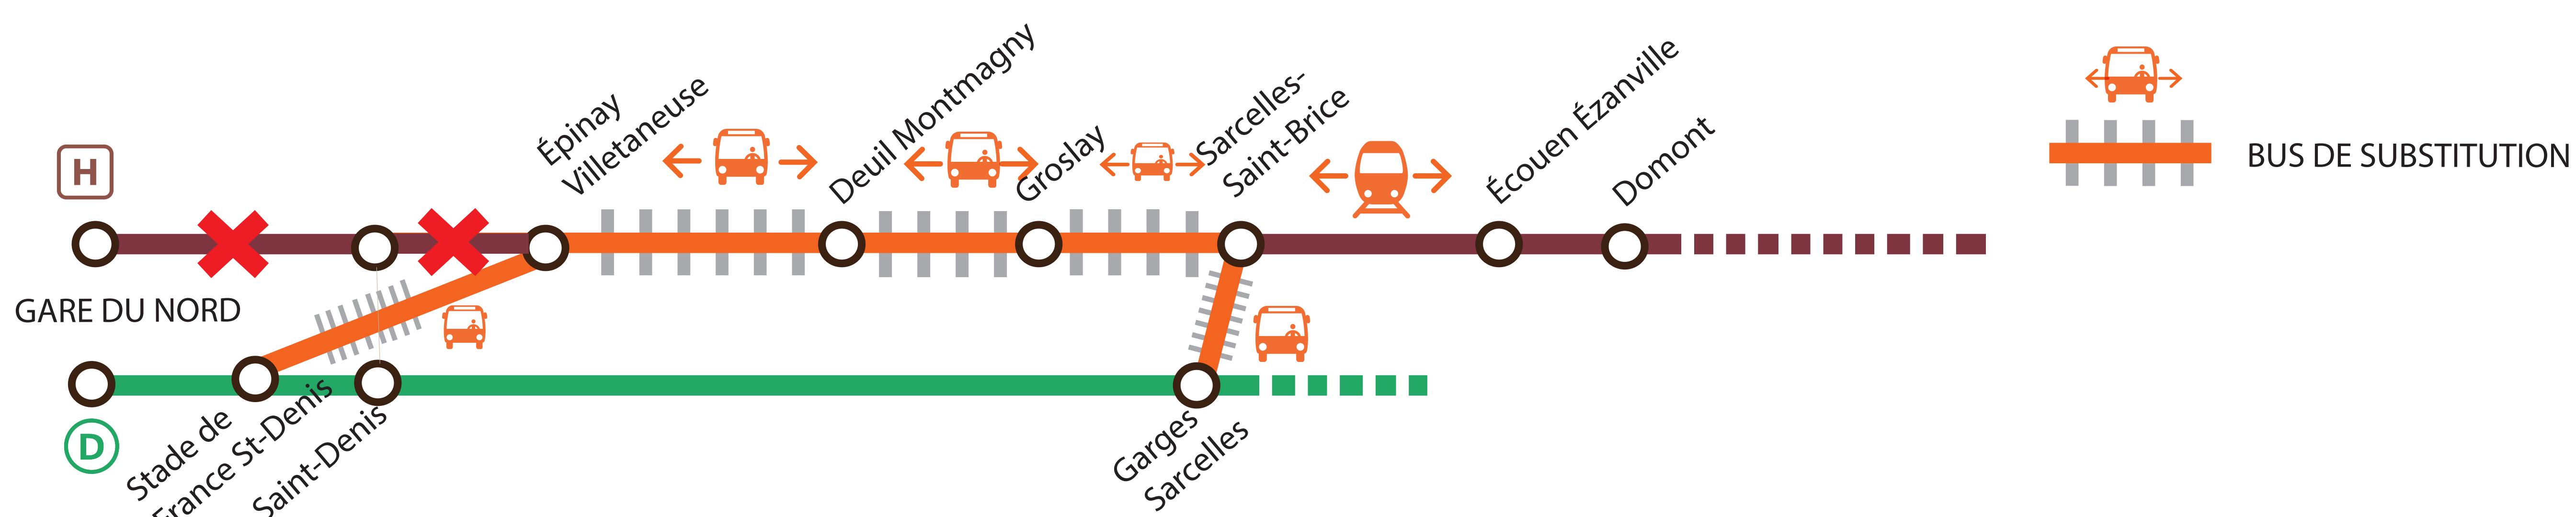 H
GARE DU NORD
Épinay
Villetaneuse
Deuil Montmagny
Groslay
Sarcelles-
Saint-Brice
Écouen Ézanville
Domont
BUS DE SUBSTITUTION
D
Stade de
France St-Denis
Saint-Denis
Garges
Sarcelles